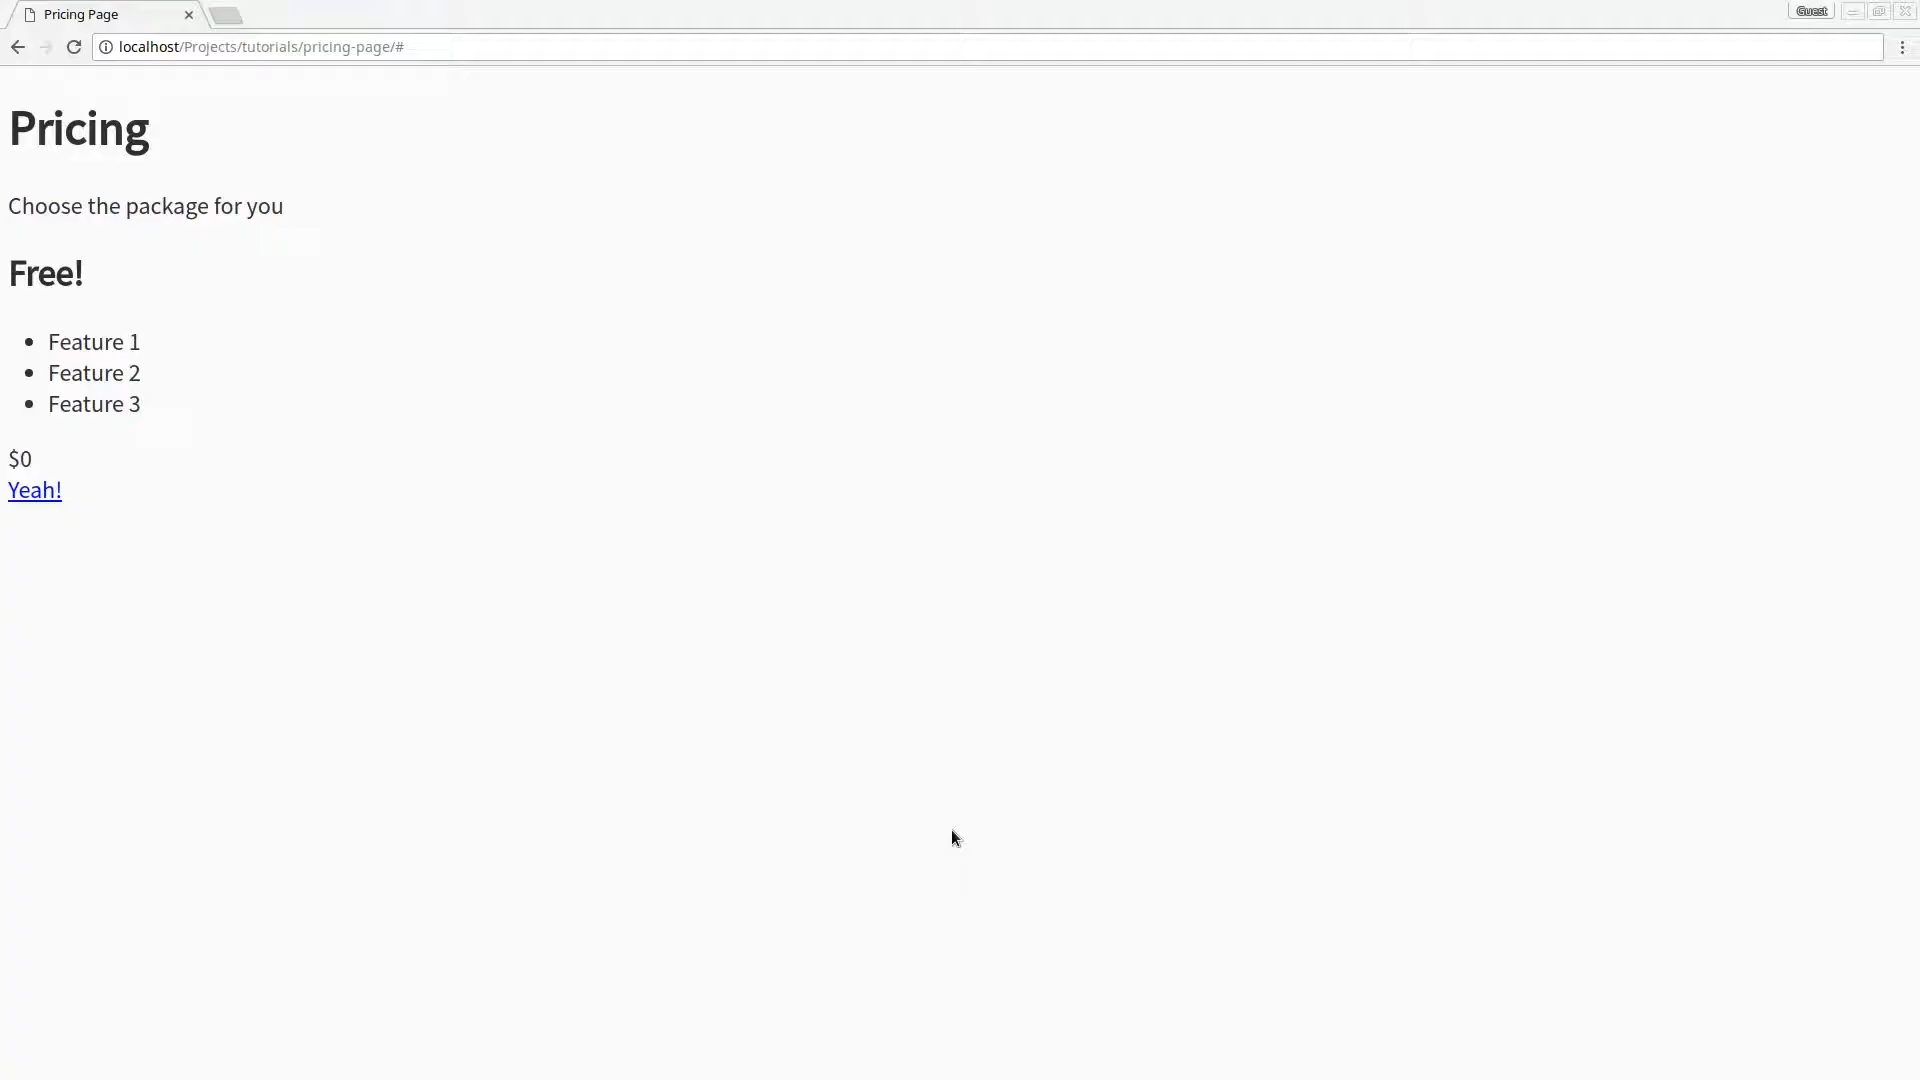 Pricing Page
Guest
localhost/Projects/tutorials/pricing-page/#
Pricing
Choose the package for you
Free!
Feature 1
Feature 2
Feature 3
$0
Yeah!